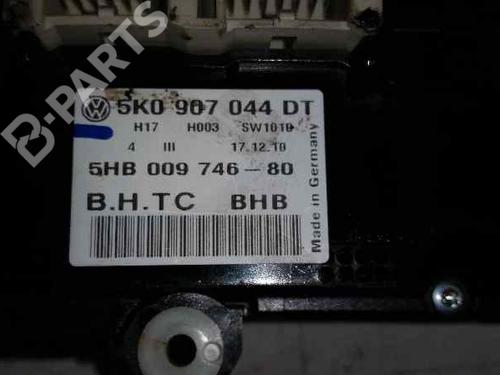 B-PARTS
5K0 907 044 DT
H17 H003 SW1010
4 III 17.12.10
5HB 009 746-80
B.H.TC BHB
Made in Germany